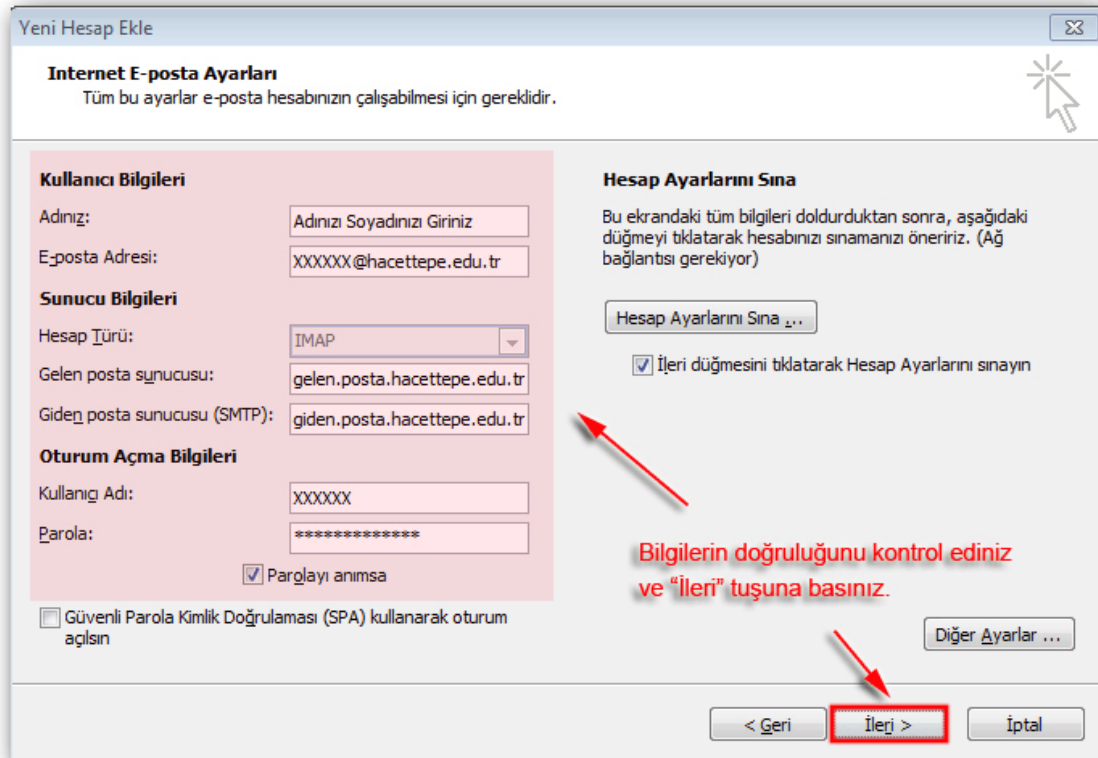 Yeni Hesap Ekle
Internet E-posta Ayarları
Tüm bu ayarlar e-posta hesabınızın çalışabilmesi için gereklidir.
Kullanıcı Bilgileri
Adınız:
Adınızı Soyadınızı Giriniz
E-posta Adresi:
XXXXXX@hacettepe.edu.tr
Sunucu Bilgileri
Hesap Türü:
IMAP
Gelen posta sunucusu:
gelen.posta.hacettepe.edu.tr
Giden posta sunucusu (SMTP):
giden.posta.hacettepe.edu.tr
Oturum Açma Bilgileri
Kullanıcı Adı:
XXXXXX
Parola:
*************
Parolayı anımsa
Güvenli Parola Kimlik Doğrulaması (SPA) kullanarak oturum
açılsın
Hesap Ayarlarını Sına
Bu ekrandaki tüm bilgileri doldurduktan sonra, aşağıdaki
düğmeyi tıklatarak hesabınızı sınamanızı öneririz. (Ağ
bağlantısı gerekiyor)
Hesap Ayarlarını Sına ...
İleri düğmesini tıklatarak Hesap Ayarlarını sınayın
Bilgilerin doğruluğunu kontrol ediniz
ve “İleri” tuşuna basınız.
Diğer Ayarlar ...
< Geri
İleri >
İptal